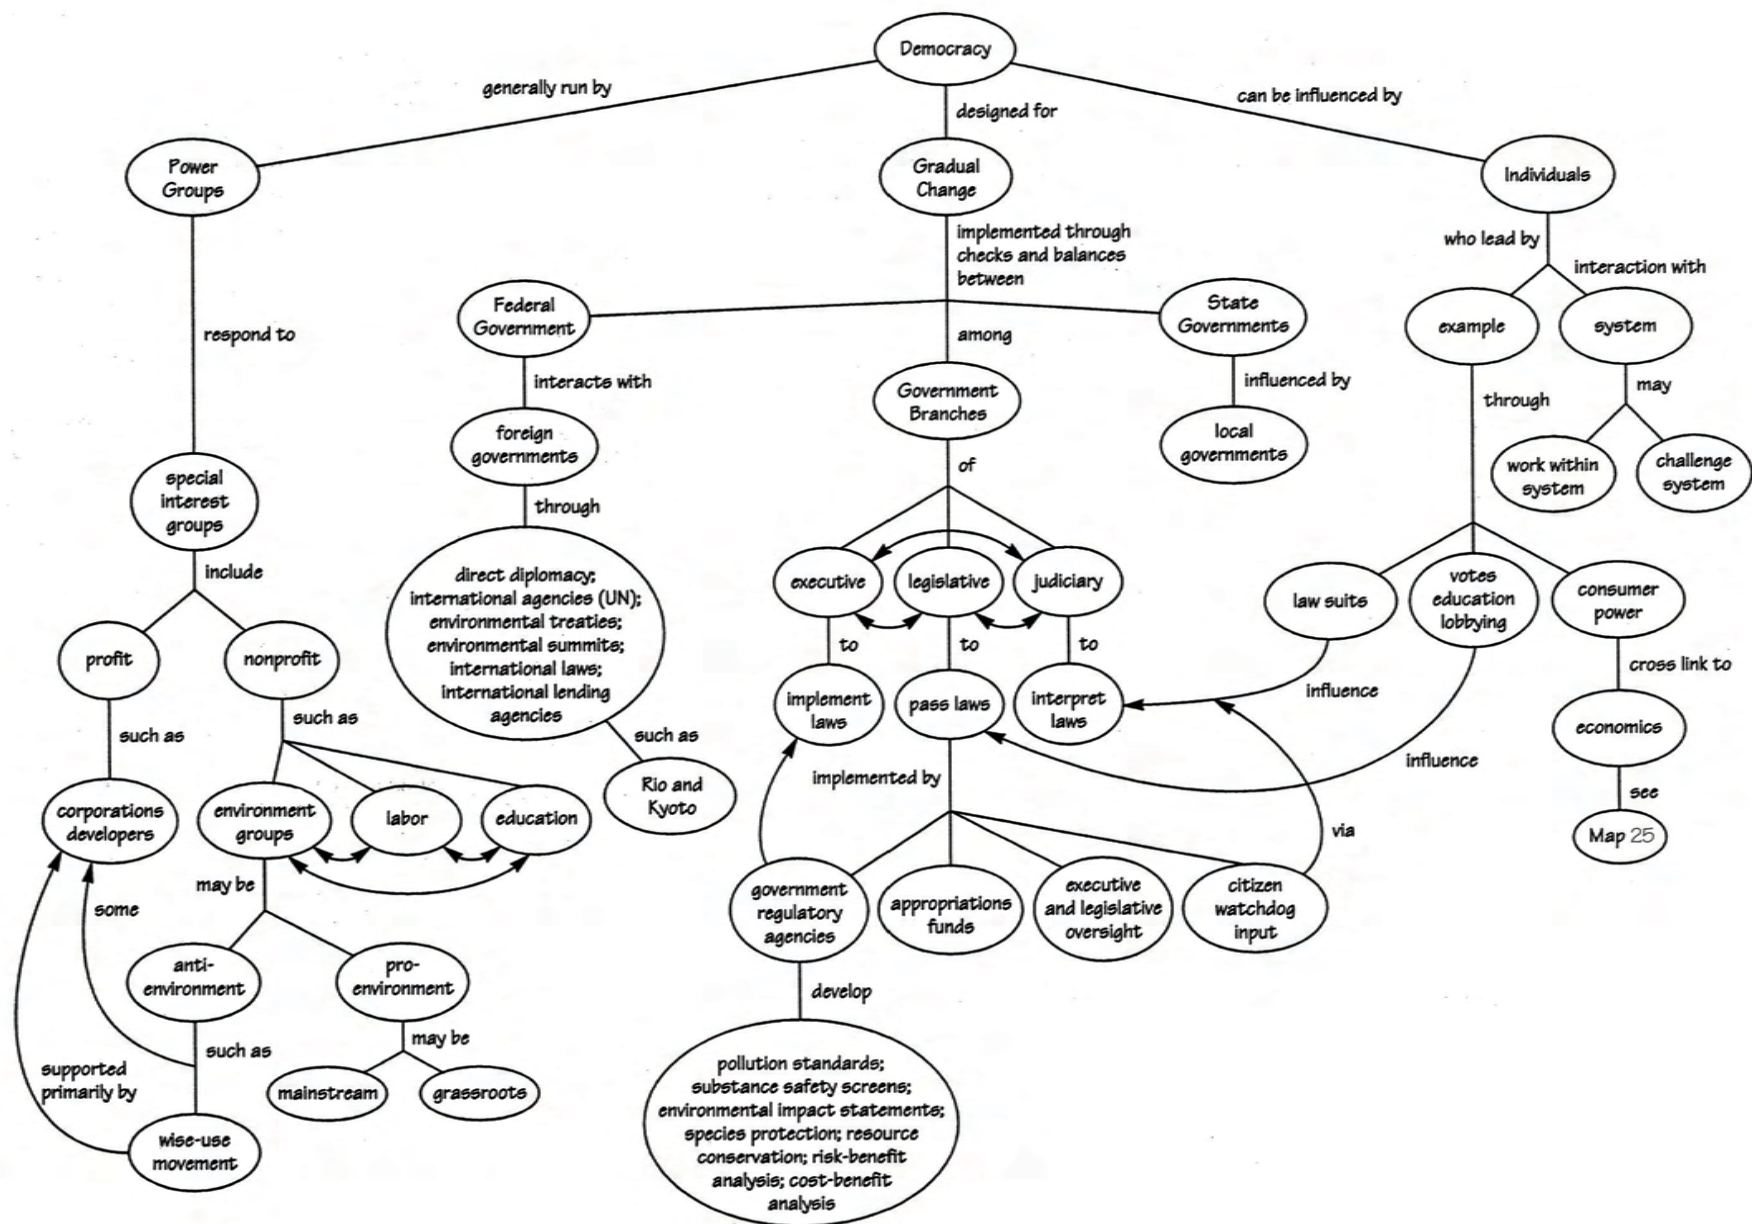 Democracy
generally run by
designed for
can be influenced by
Power
Groups
Gradual
Change
Individuals
implemented through
checks and balances
between
who lead by
interaction with
Federal
Government
State
Governments
example
system
respond to
among
interacts with
influenced by
may
through
Government
Branches
foreign
governments
local
governments
of
work within
system
challenge
system
special
interest
groups
through
include
direct diplomacy;
international agencies (UN);
environmental treaties;
environmental summits;
international laws;
international lending
agencies
executive
legislative
judiciary
law suits
votes
education
lobbying
consumer
power
to
to
to
profit
nonprofit
cross link to
influence
implement
laws
pass laws
interpret
laws
such as
such as
such as
economics
influence
implemented by
Rio and
Kyoto
see
corporations
developers
environment
groups
labor
education
via
Map 25
may be
some
government
regulatory
agencies
appropriations
funds
executive
and legislative
oversight
citizen
watchdog
input
anti-
environment
pro-
environment
develop
such as
may be
supported
primarily by
mainstream
grassroots
pollution standards;
substance safety screens;
environmental impact statements;
species protection; resource
conservation; risk-benefit
analysis; cost-benefit
analysis
wise-use
movement